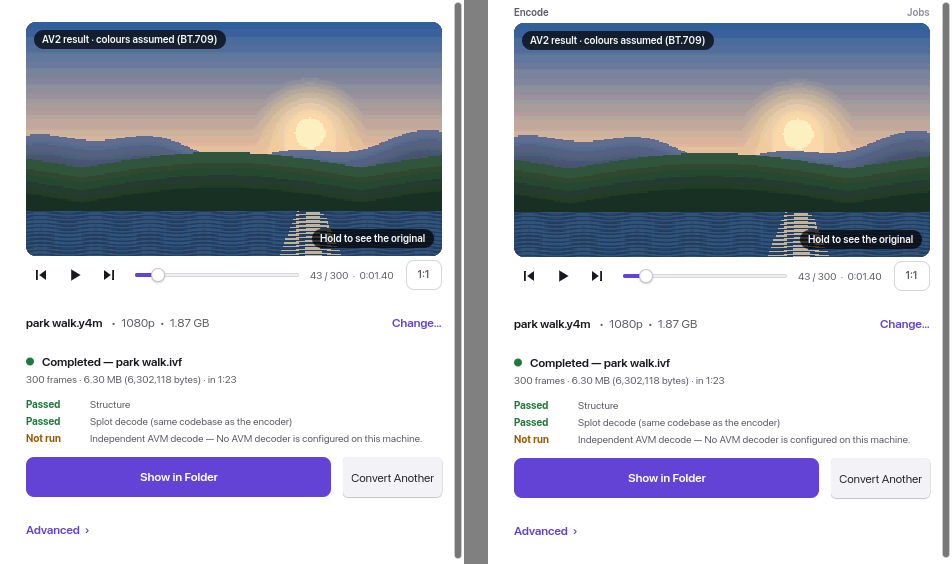 AV2 result · colours assumed (BT.709)
Hold to see the original
43 / 300 · 0:01.40
1:1
park walk.y4m · 1080p · 1.87 GB
Change...
Completed — park walk.ivf
300 frames · 6.30 MB (6,302,118 bytes) · in 1:23
Passed Structure
Passed Splot decode (same codebase as the encoder)
Not run Independent AVM decode — No AVM decoder is configured on this machine.
Show in Folder
Convert Another
Advanced ›
Encode
Jobs
AV2 result · colours assumed (BT.709)
Hold to see the original
43 / 300 · 0:01.40
1:1
park walk.y4m · 1080p · 1.87 GB
Change...
Completed — park walk.ivf
300 frames · 6.30 MB (6,302,118 bytes) · in 1:23
Passed Structure
Passed Splot decode (same codebase as the encoder)
Not run Independent AVM decode — No AVM decoder is configured on this machine.
Show in Folder
Convert Another
Advanced ›